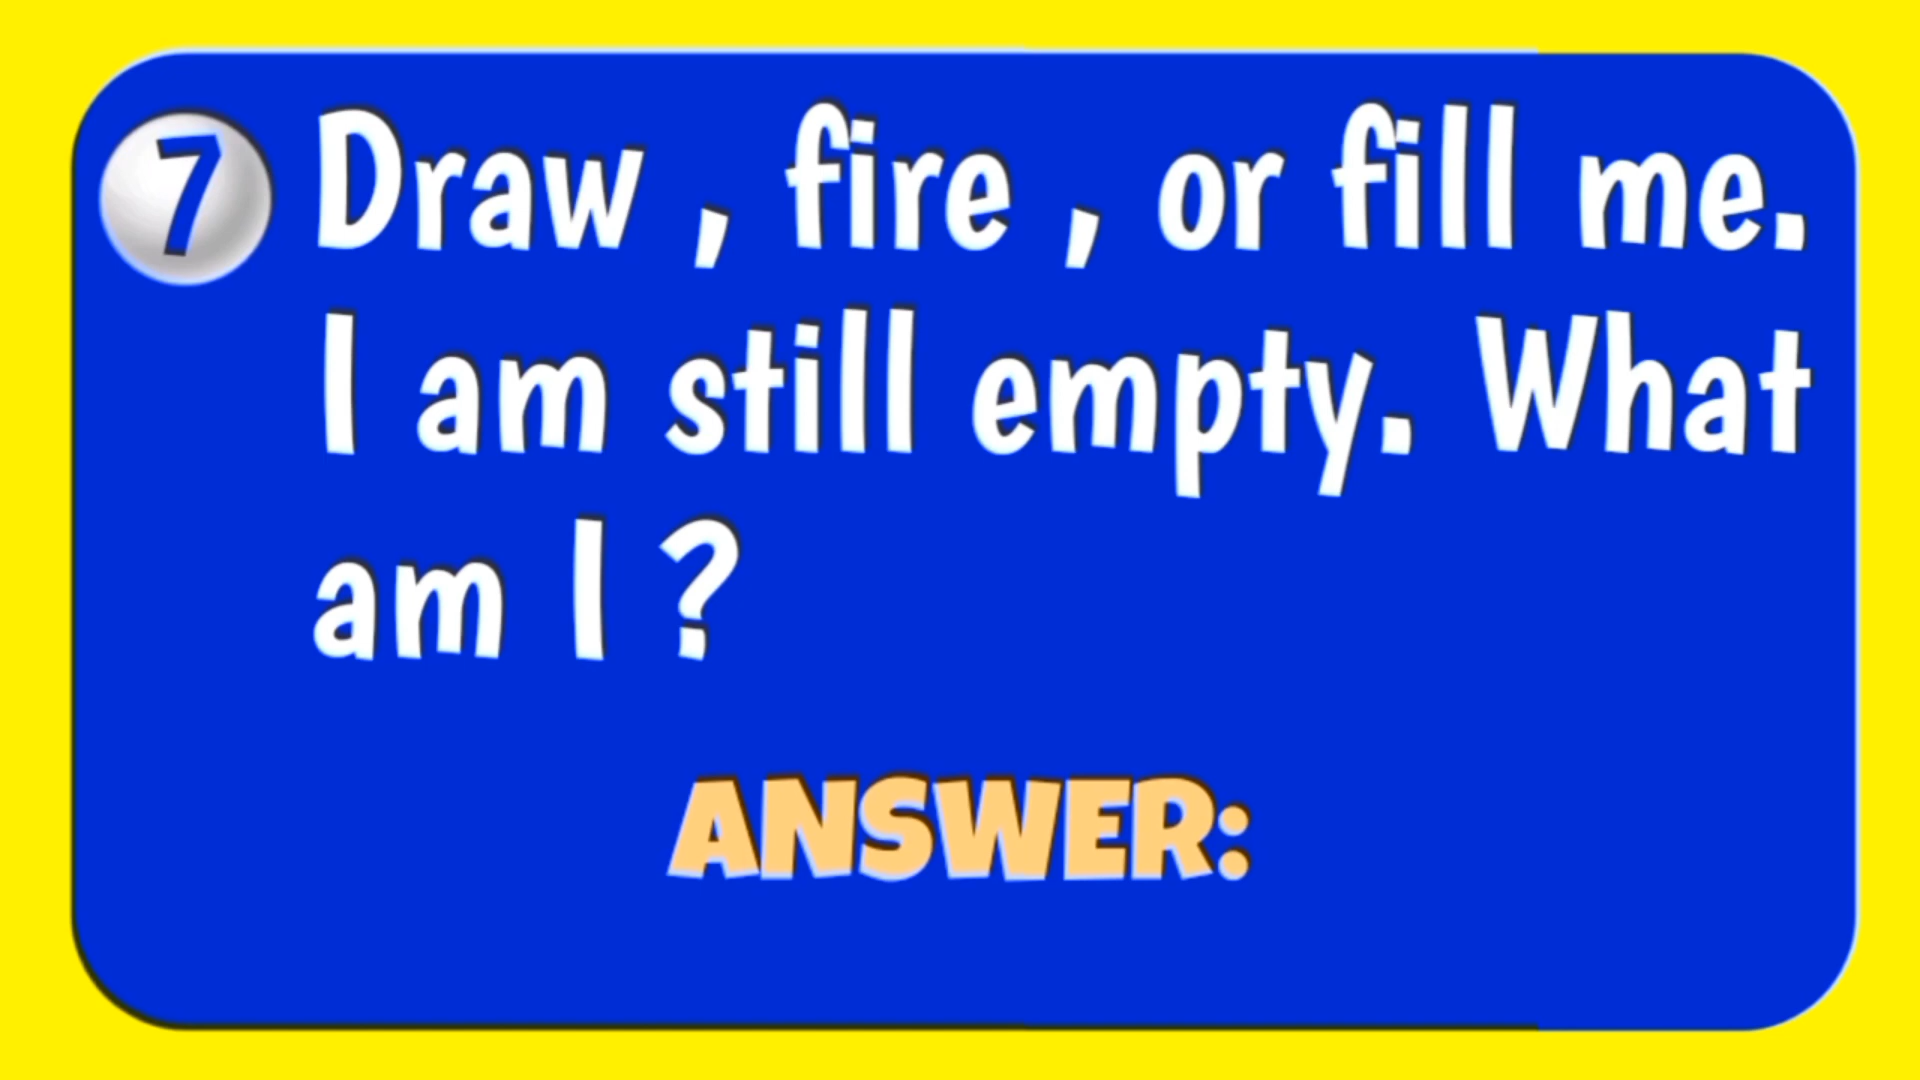 7 Draw , fire , or fill me.
I am still empty. What
am I ?
ANSWER: